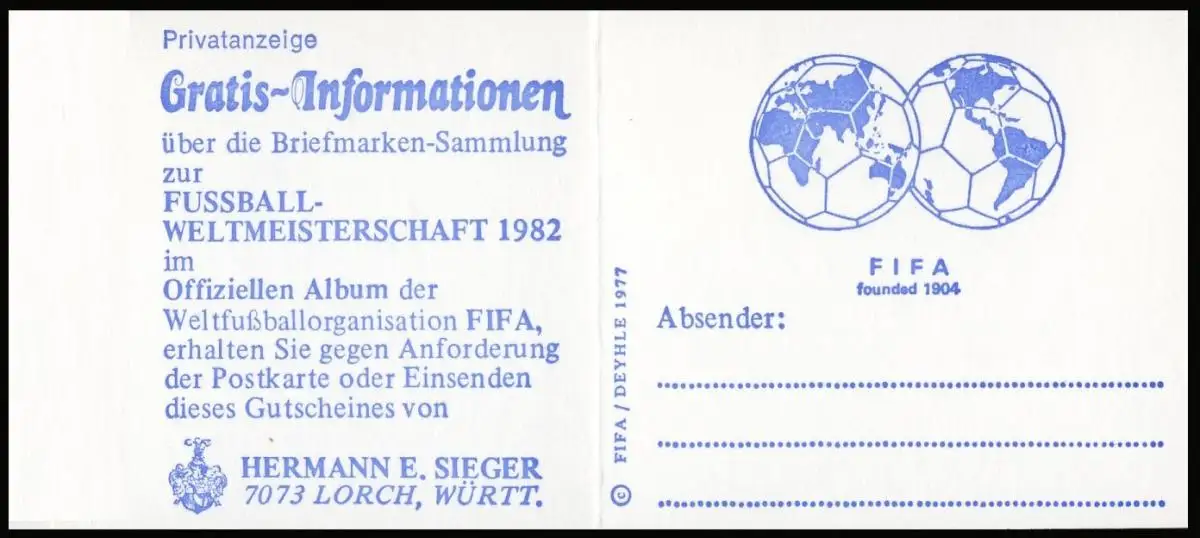 Privatanzeige
Gratis-Informationen
über die Briefmarken-Sammlung
zur
FUSSBALL-
WELTMEISTERSCHAFT 1982
im
Offiziellen Album der
Weltfußballorganisation FIFA,
erhalten Sie gegen Anforderung
der Postkarte oder Einsenden
dieses Gutscheines von
HERMANN E. SIEGER
7073 LORCH, WÜRTT.
© FIFA / DEYHLE 1977
FIFA
founded 1904
Absender: